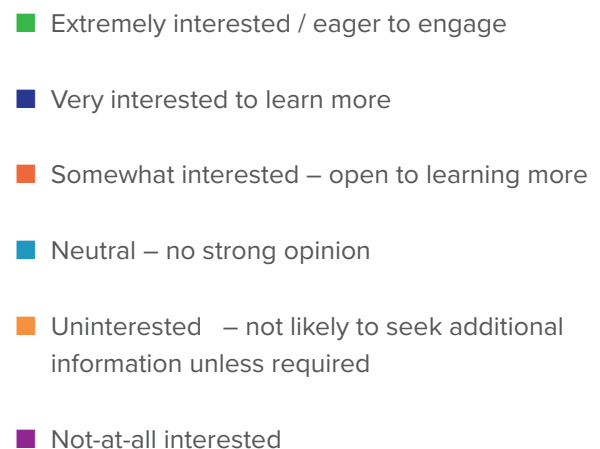 Extremely interested / eager to engage
Very interested to learn more
Somewhat interested – open to learning more
Neutral – no strong opinion
Uninterested – not likely to seek additional
information unless required
Not-at-all interested